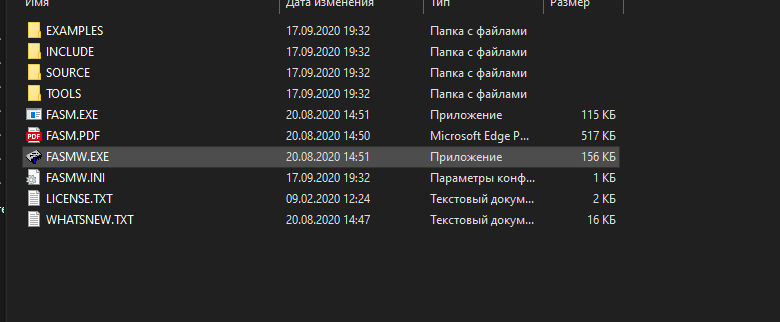 Имя Дата изменения Тип Размер
EXAMPLES 17.09.2020 19:32 Папка с файлами
INCLUDE 17.09.2020 19:32 Папка с файлами
SOURCE 17.09.2020 19:32 Папка с файлами
TOOLS 17.09.2020 19:32 Папка с файлами
FASM.EXE 20.08.2020 14:51 Приложение 115 КБ
PDF FASM.PDF 20.08.2020 14:50 Microsoft Edge P... 517 КБ
FASMW.EXE 20.08.2020 14:51 Приложение 156 КБ
FASMW.INI 17.09.2020 19:32 Параметры конф... 1 КБ
LICENSE.TXT 09.02.2020 12:24 Текстовый докум... 2 КБ
WHATSNEW.TXT 20.08.2020 14:47 Текстовый докум... 16 КБ